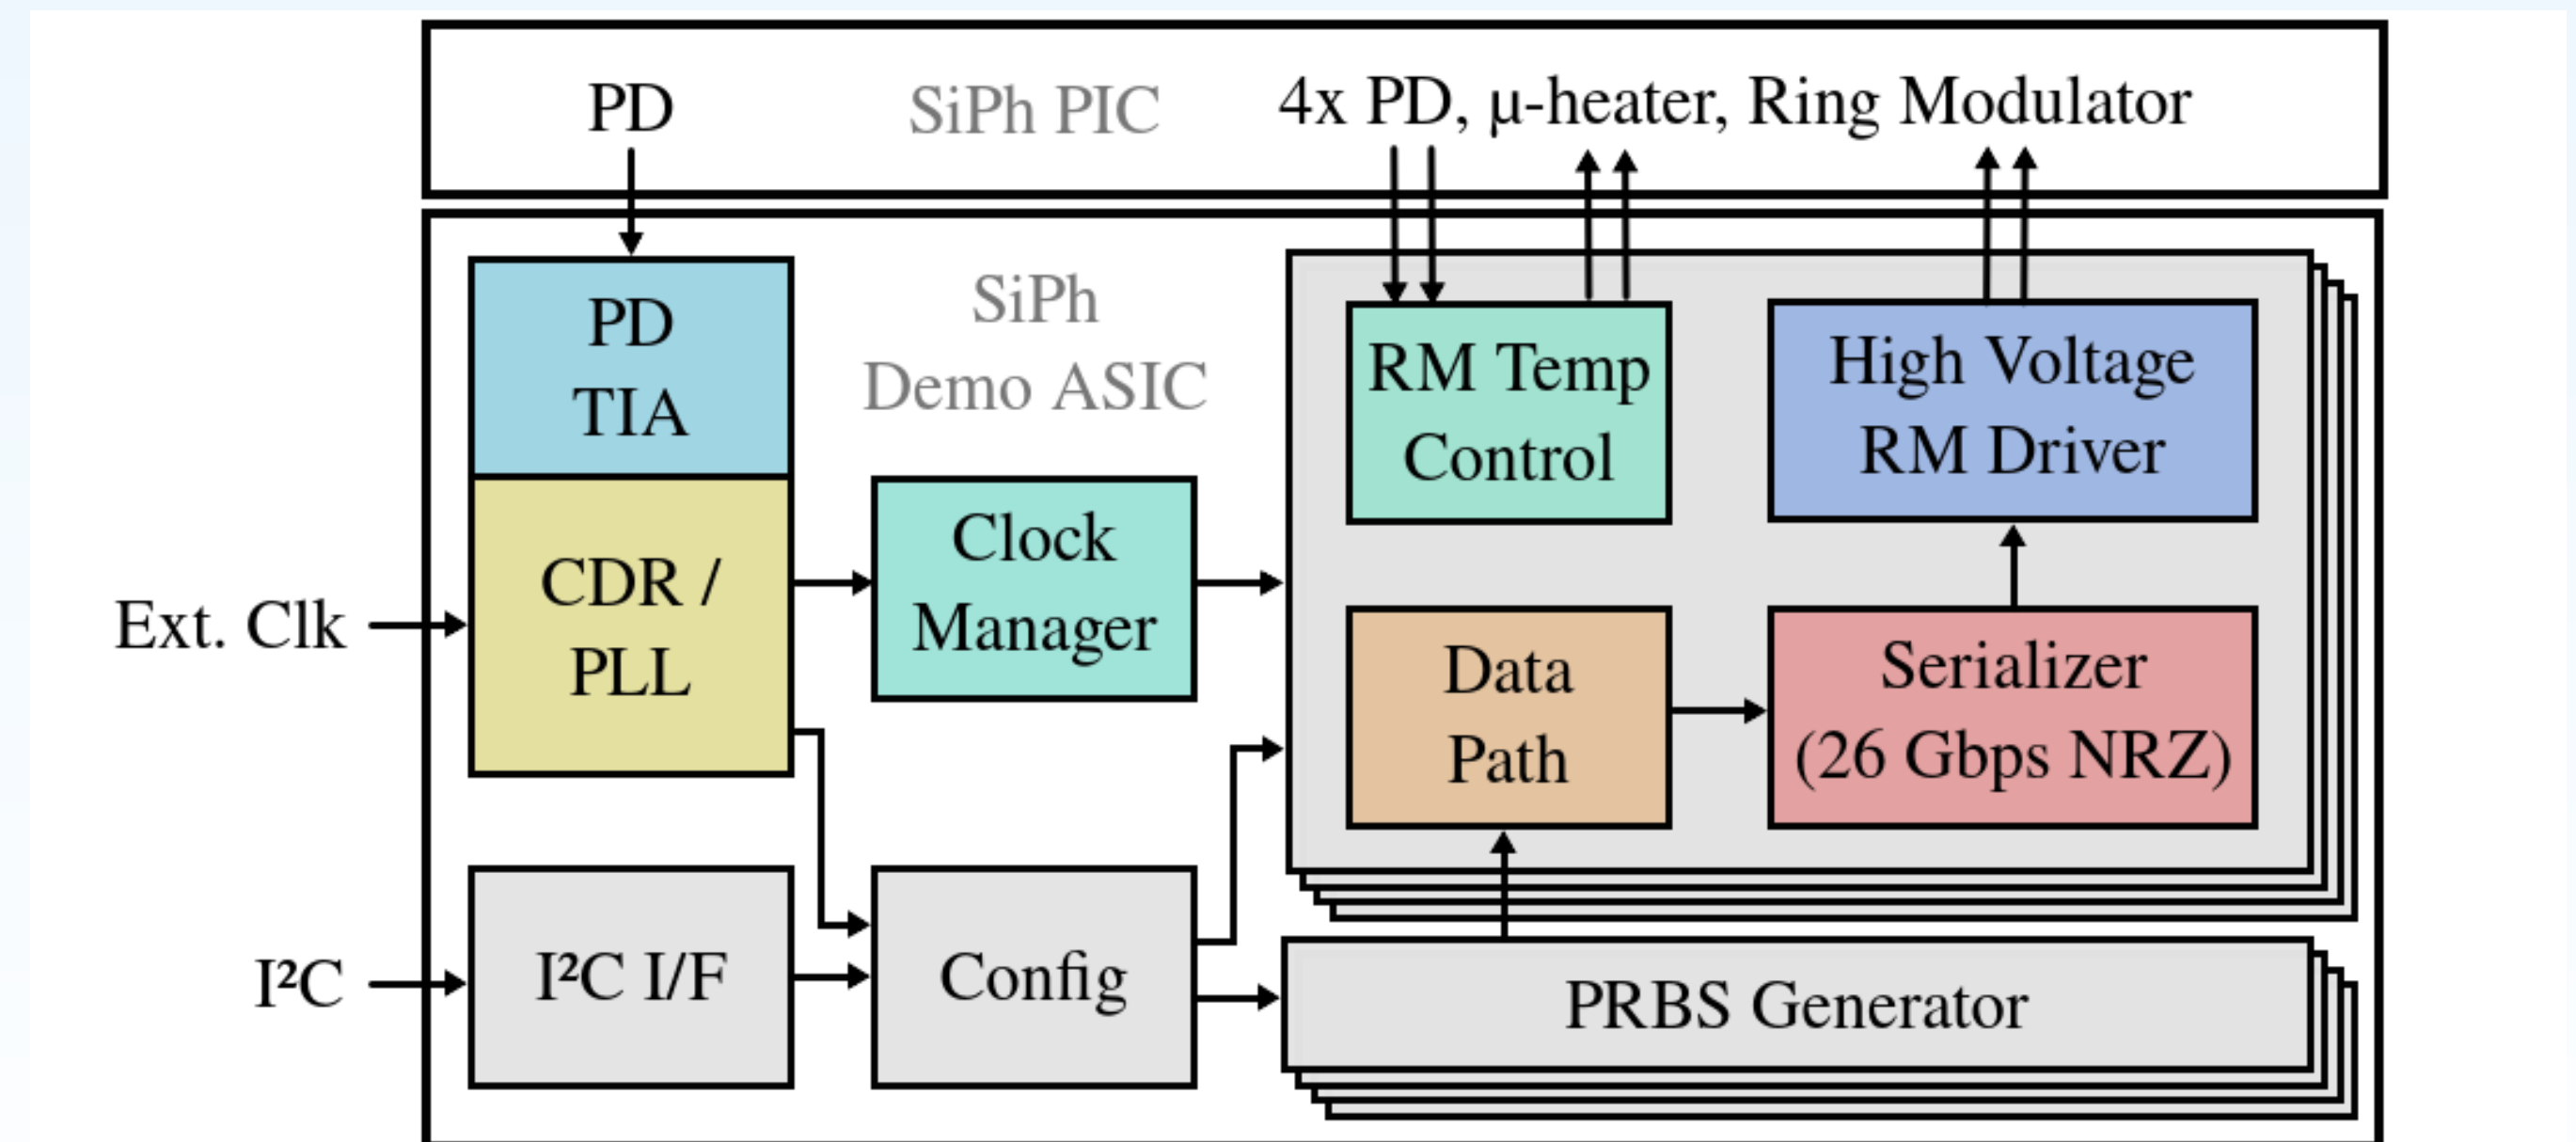 PD
SiPh PIC
4x PD, µ-heater, Ring Modulator
PD
TIA
SiPh
Demo ASIC
RM Temp
Control
High Voltage
RM Driver
Ext. Clk
CDR /
PLL
Clock
Manager
Data
Path
Serializer
(26 Gbps NRZ)
I²C
I²C I/F
Config
PRBS Generator